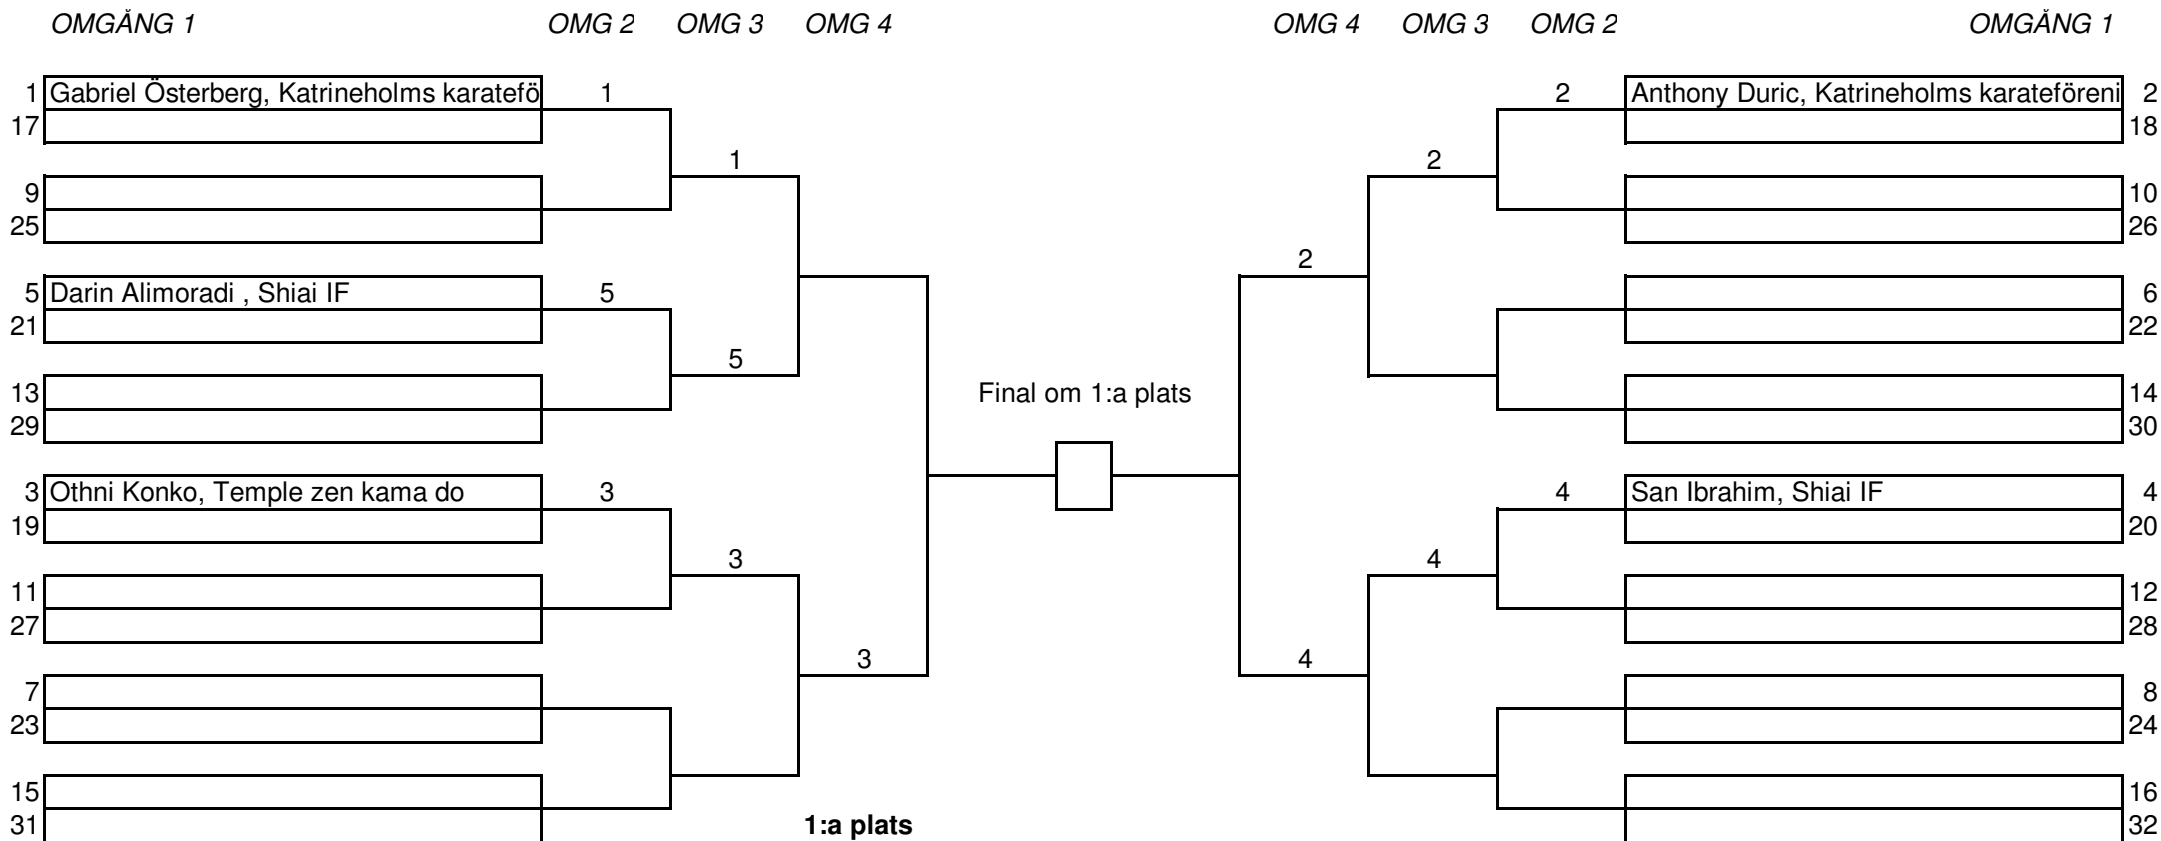 OMGÅNG 1 OMG 2 OMG 3 OMG 4 OMG 4 OMG 3 OMG 2 OMGÅNG 1
1 Gabriel Österberg, Katrineholms karatefö 1 2 Anthony Duric, Katrineholms karateföreni 2
17 18
1 2
9 10
25 26
2
5 Darin Alimoradi , Shiai IF 5 6
21 22
5
13 Final om 1:a plats 14
29 30
3 Othni Konko, Temple zen kama do 3 4 San Ibrahim, Shiai IF 4
19 20
3 4
11 12
27 28
3 4
7 8
23 24
15 16
31 1:a plats 32